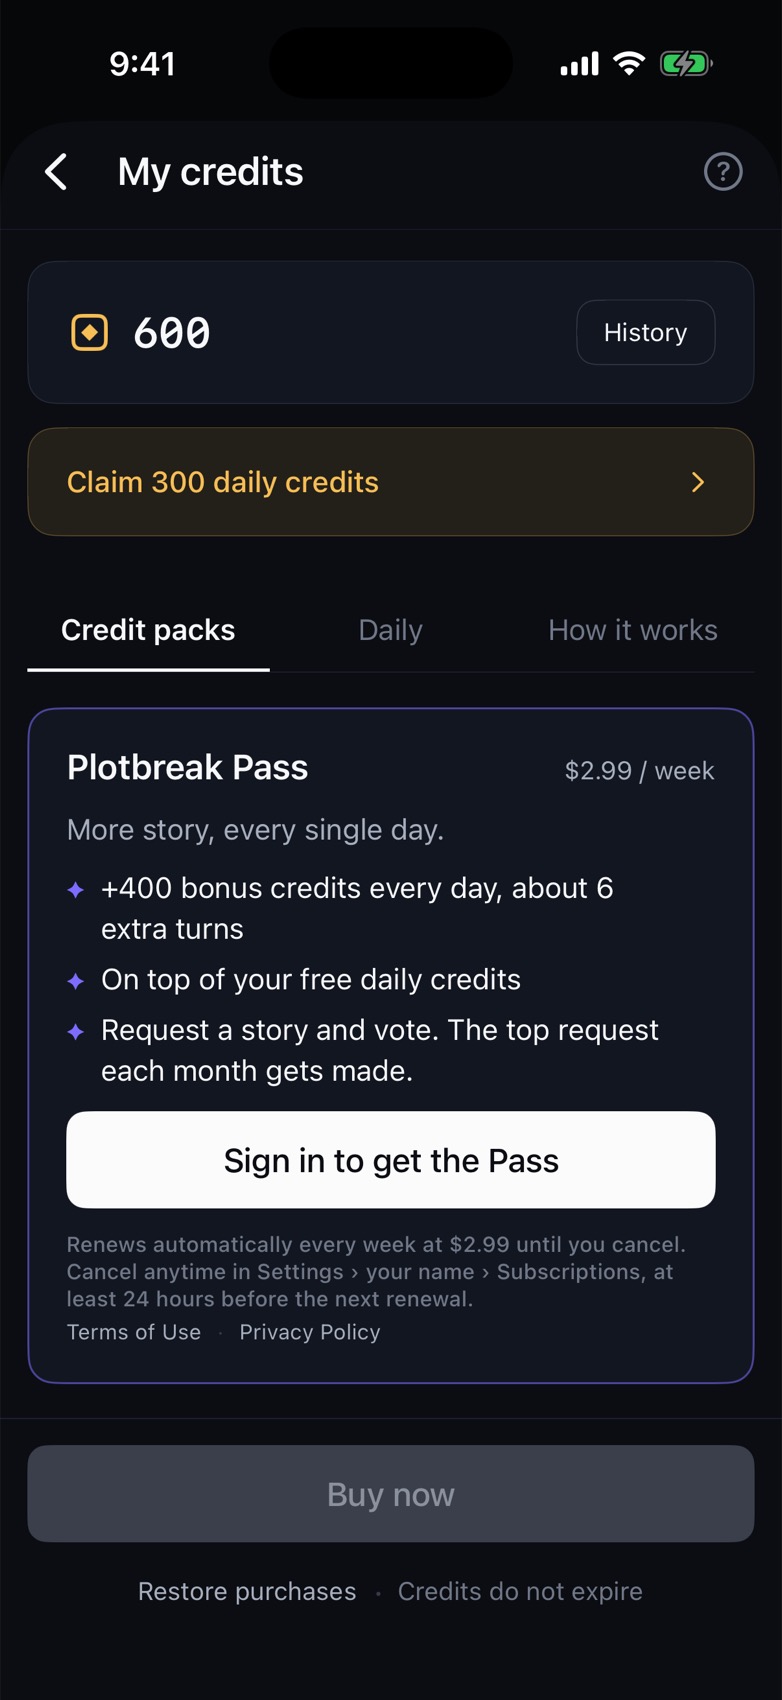 9:41
My credits
?
600
History
Claim 300 daily credits
Credit packs
Daily
How it works
Plotbreak Pass
$2.99 / week
More story, every single day.
+400 bonus credits every day, about 6
extra turns
On top of your free daily credits
Request a story and vote. The top request
each month gets made.
Sign in to get the Pass
Renews automatically every week at $2.99 until you cancel.
Cancel anytime in Settings › your name › Subscriptions, at
least 24 hours before the next renewal.
Terms of Use · Privacy Policy
Buy now
Restore purchases · Credits do not expire